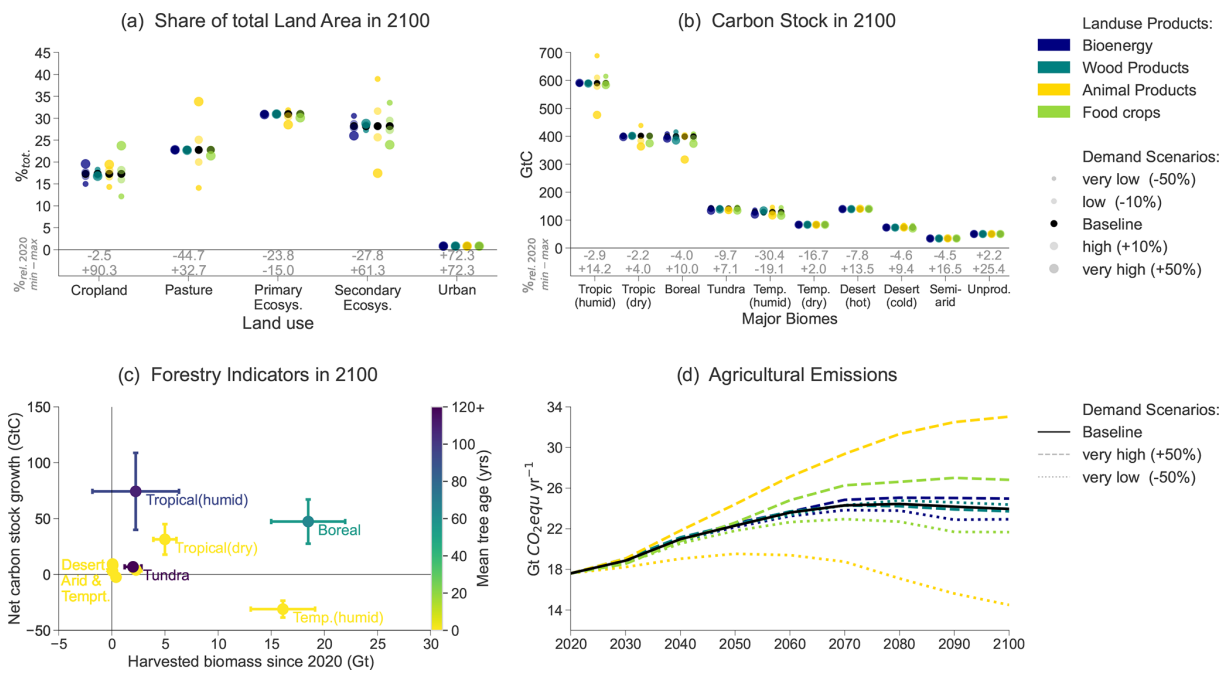 (a)  Share of total Land Area in 2100
45
40
35
30
25
20
15
10
5
0
%tot.
%rel. 2020
min − max
-2.5 -44.7 -23.8 -27.8 +72.3
+90.3 +32.7 -15.0 +61.3 +72.3
Cropland Pasture Primary Ecosys. Secondary Ecosys. Urban
Land use
(b)  Carbon Stock in 2100
700
600
500
400
300
200
100
0
GtC
%rel. 2020
min − max
-2.9 -2.2 -4.0 -9.7 -30.4 -16.7 -7.8 -4.6 -4.5 +2.2
+14.2 +4.0 +10.0 +7.1 -19.1 +2.0 +13.5 +9.4 +16.5 +25.4
Tropic (humid) Tropic (dry) Boreal Tundra Temp. (humid) Temp. (dry) Desert (hot) Desert (cold) Semi-arid Unprod.
Major Biomes
Landuse Products:
Bioenergy
Wood Products
Animal Products
Food crops
Demand Scenarios:
very low  (-50%)
low  (-10%)
Baseline
high (+10%)
very high (+50%)
(c)  Forestry Indicators in 2100
150
100
50
0
−50
Net carbon stock growth (GtC)
Tropical(humid)
Boreal
Tropical(dry)
Desert,
Arid &
Temprt.
Tundra
Temp.(humid)
−5 0 5 10 15 20 25 30
Harvested biomass since 2020 (Gt)
120+
100
80
60
40
20
0
Mean tree age (yrs)
(d)  Agricultural Emissions
34
30
26
22
18
14
Gt CO2equ yr−1
2020 2030 2040 2050 2060 2070 2080 2090 2100
Demand Scenarios:
Baseline
very high (+50%)
very low  (-50%)